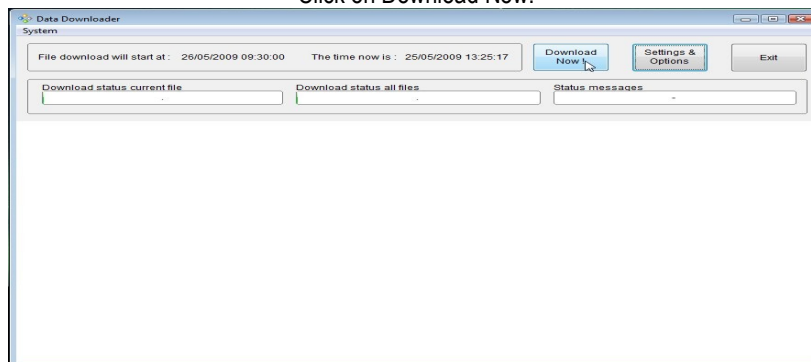 Click on Download Now!
Data Downloader
System
File download will start at : 26/05/2009 09:30:00 The time now is : 25/05/2009 13:25:17 Download Now ! Settings & Options Exit
Download status current file Download status all files Status messages
. . -